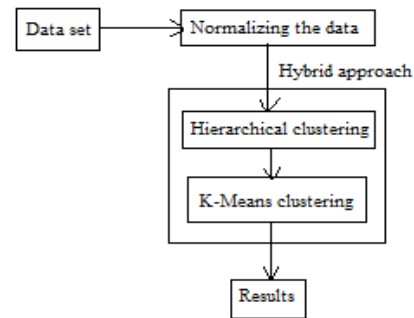 Data set
Normalizing the data
Hybrid approach
Hierarchical clustering
K-Means clustering
Results